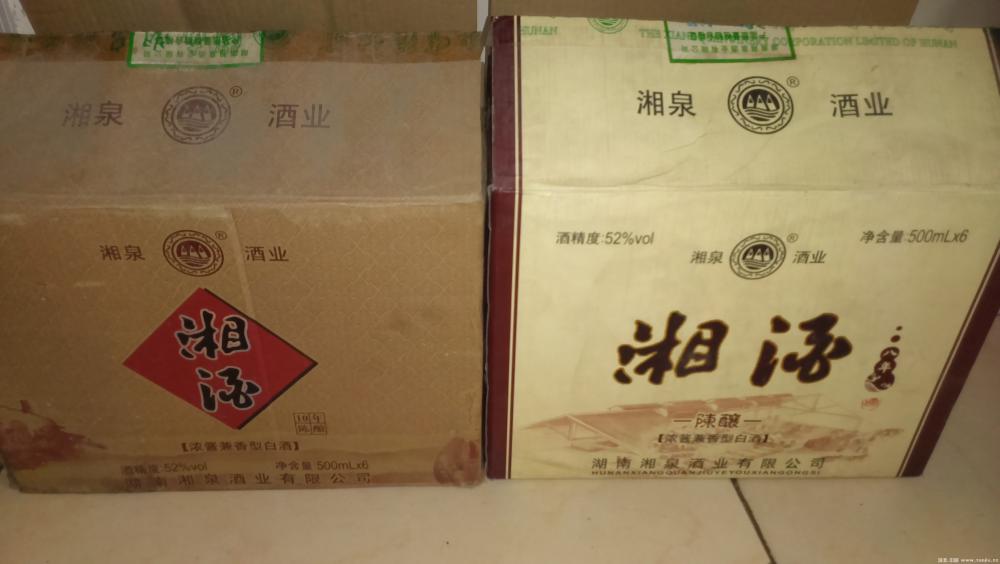 湘泉 ® 酒业
湘泉 ® 酒业
湘
酒
10年
陈酿
【浓酱兼香型白酒】
酒精度:52%vol 净含量 500mLx6
湖南湘泉酒业有限公司
CORPORATION LIMITED OF HUNAN
湘泉 ® 酒业
酒精度:52%vol 净含量:500mLx6
湘泉 ® 酒业
湘酒
陳釀
【浓酱兼香型白酒】
湖南湘泉酒业有限公司
HUNANXIANGQUANJIUYEYOUXIANGONGSI